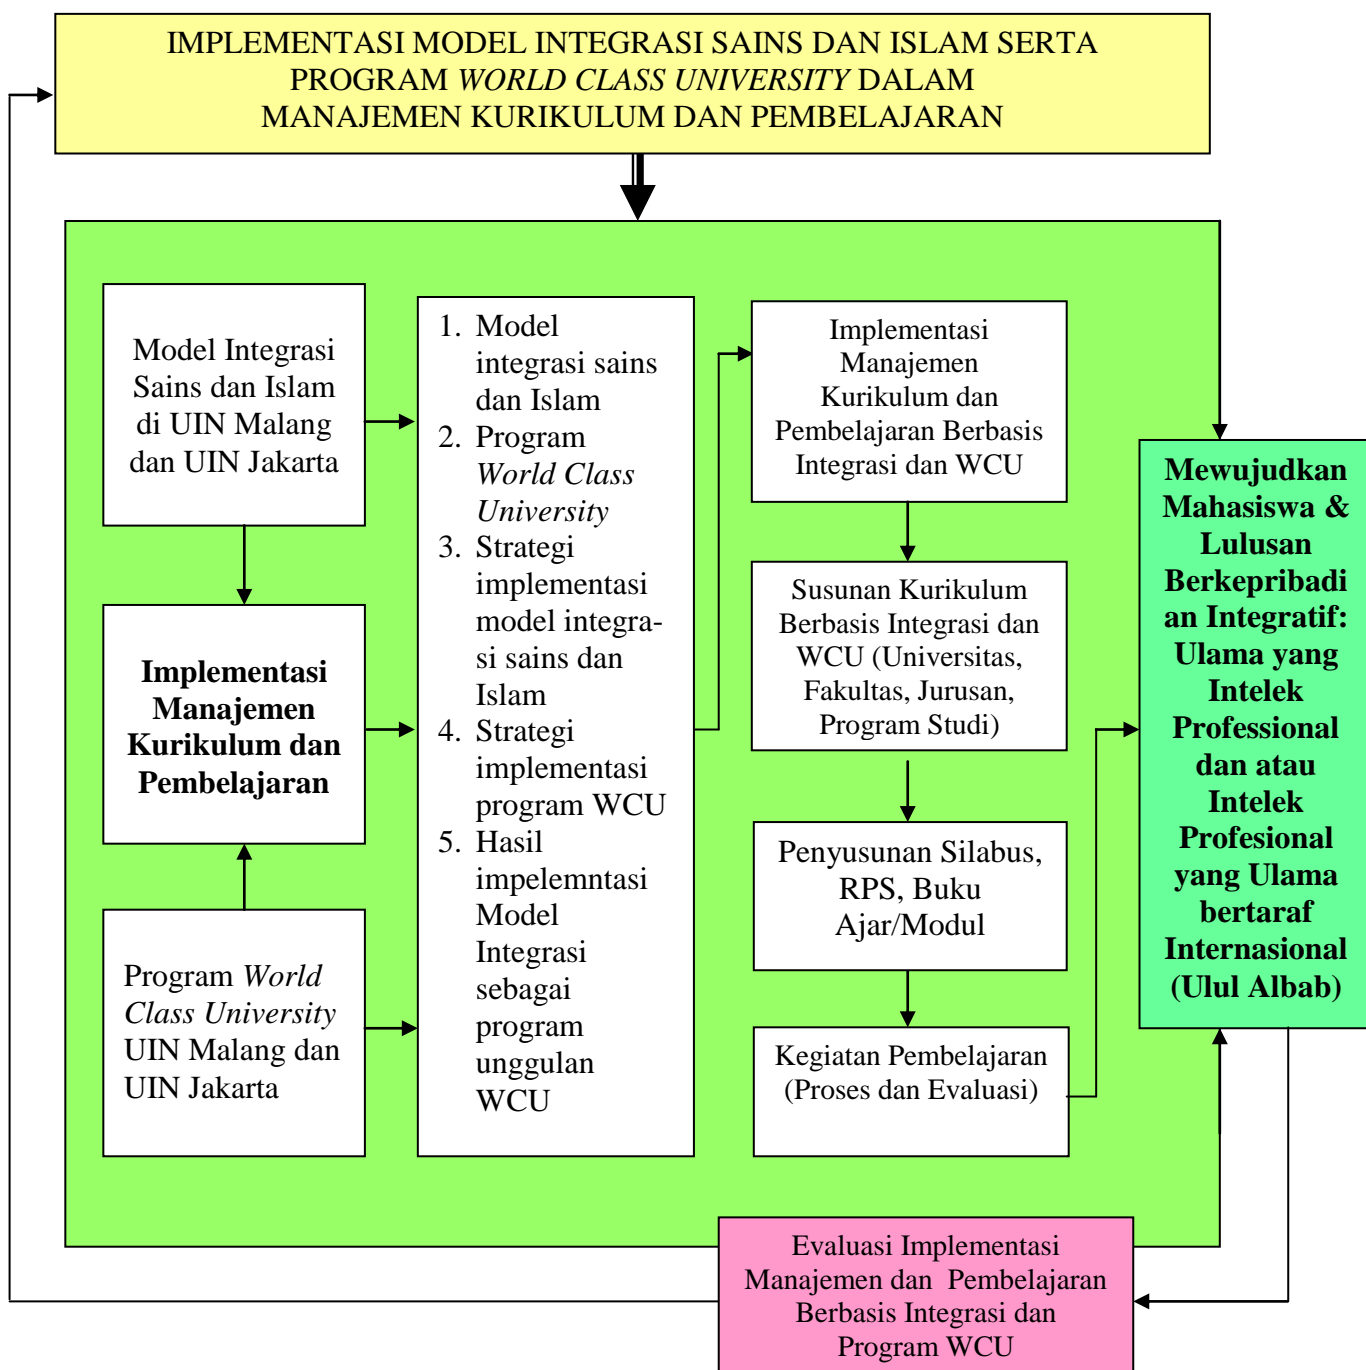 IMPLEMENTASI MODEL INTEGRASI SAINS DAN ISLAM SERTA
PROGRAM WORLD CLASS UNIVERSITY DALAM
MANAJEMEN KURIKULUM DAN PEMBELAJARAN
Model Integrasi
Sains dan Islam
di UIN Malang
dan UIN Jakarta
Implementasi
Manajemen
Kurikulum dan
Pembelajaran
Program World
Class University
UIN Malang dan
UIN Jakarta
1. Model
integrasi sains
dan Islam
2. Program
World Class
University
3. Strategi
implementasi
model integra-
si sains dan
Islam
4. Strategi
implementasi
program WCU
5. Hasil
impelemntasi
Model
Integrasi
sebagai
program
unggulan
WCU
Implementasi
Manajemen
Kurikulum dan
Pembelajaran Berbasis
Integrasi dan WCU
Susunan Kurikulum
Berbasis Integrasi dan
WCU (Universitas,
Fakultas, Jurusan,
Program Studi)
Penyusunan Silabus,
RPS, Buku
Ajar/Modul
Kegiatan Pembelajaran
(Proses dan Evaluasi)
Mewujudkan
Mahasiswa &
Lulusan
Berkepribadi
an Integratif:
Ulama yang
Intelek
Professional
dan atau
Intelek
Profesional
yang Ulama
bertaraf
Internasional
(Ulul Albab)
Evaluasi Implementasi
Manajemen dan Pembelajaran
Berbasis Integrasi dan
Program WCU